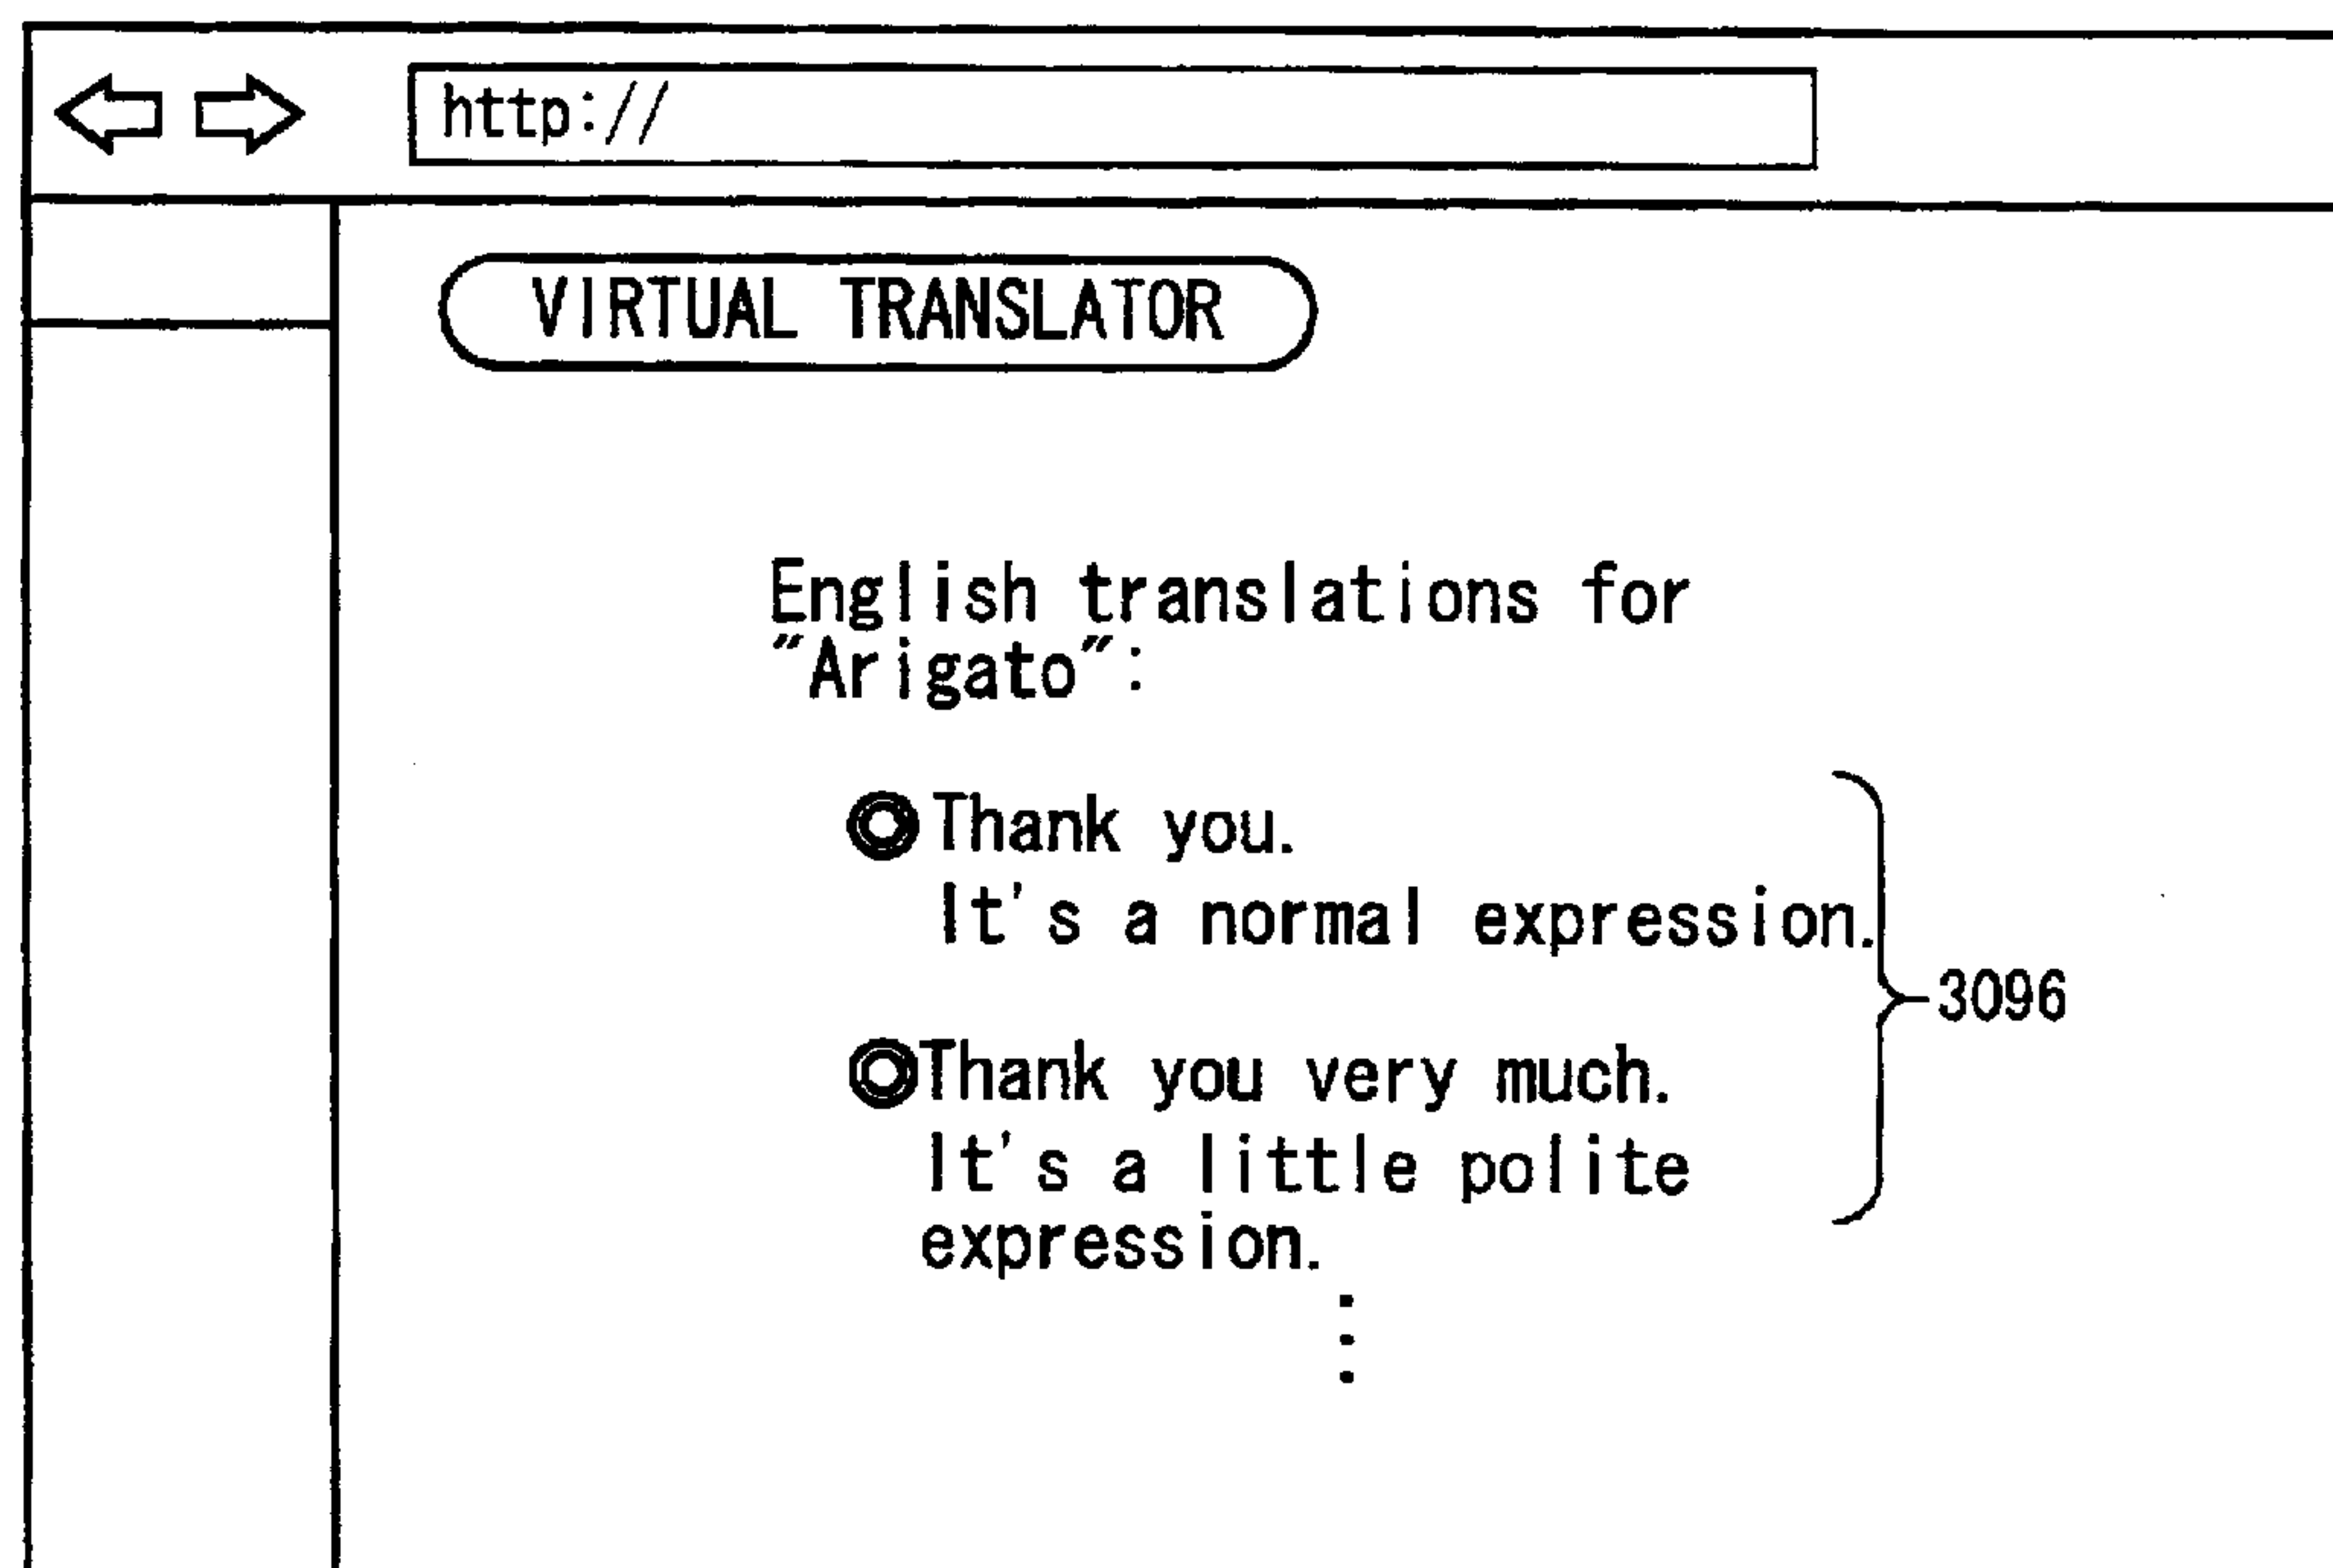 http://
VIRTUAL TRANSLATOR
English translations for
"Arigato":
◎Thank you.
It's a normal expression.
3096
◎Thank you very much.
It's a little polite
expression.